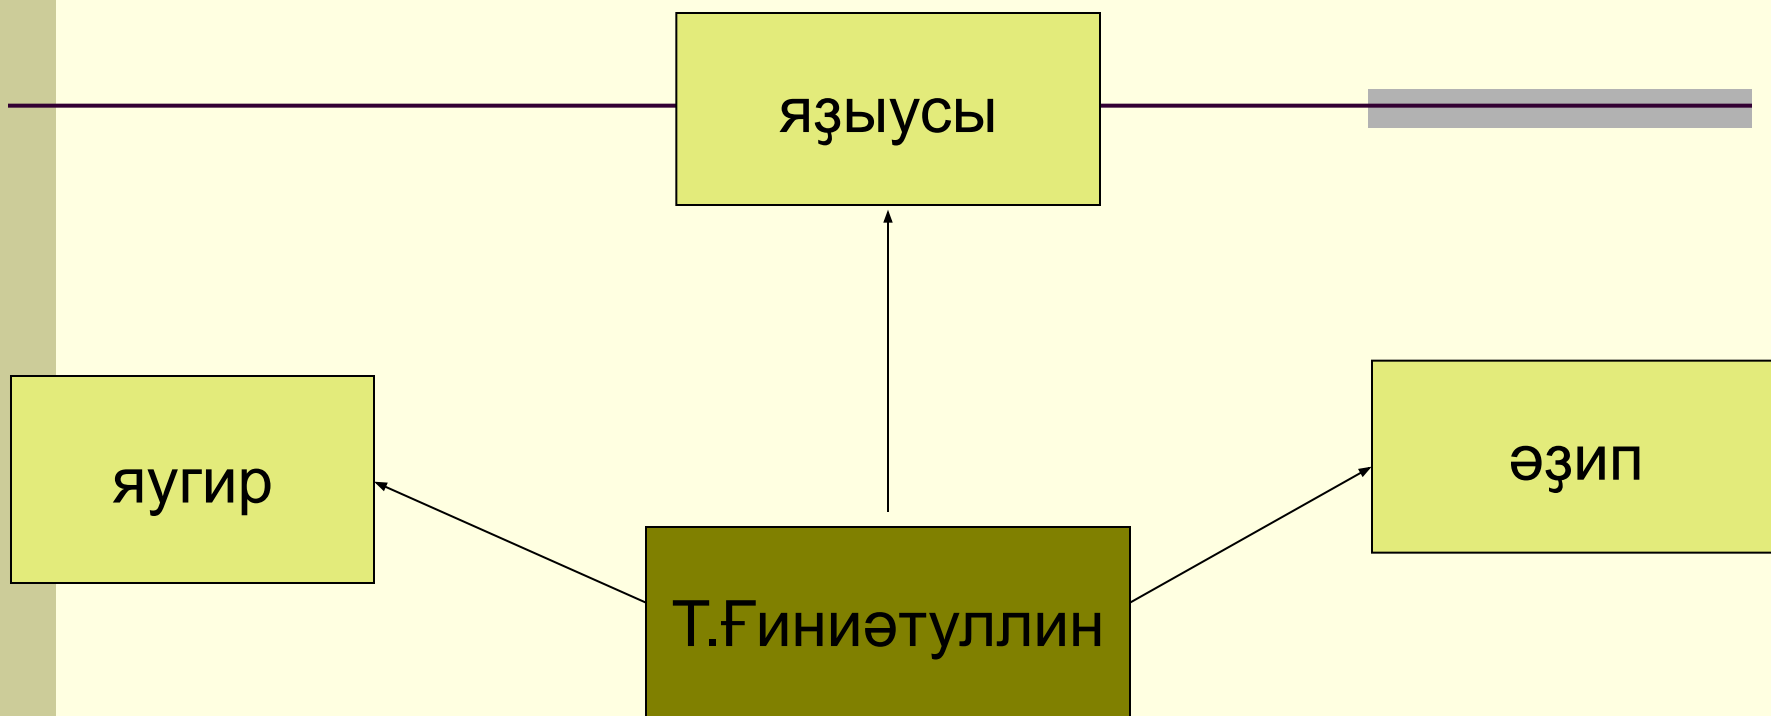 яҙыусы
яугир
әҙип
Т.Ғиниәтуллин